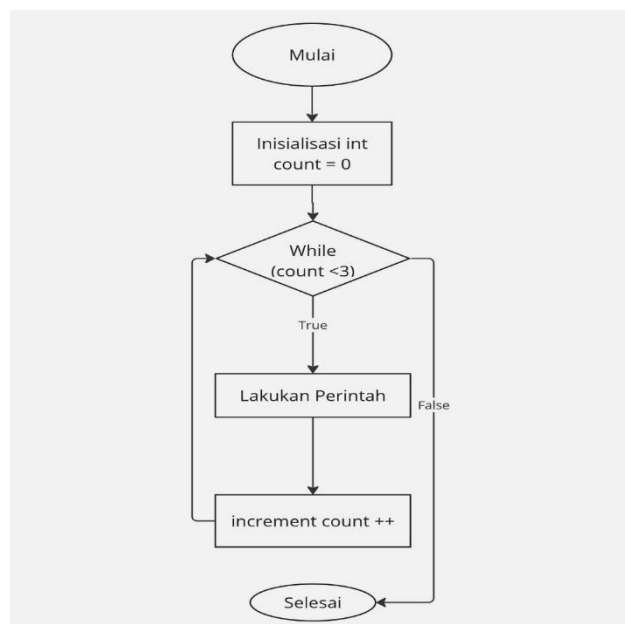 Mulai
Inisialisasi int
count = 0
While
(count <3)
True
Lakukan Perintah
False
increment count ++
Selesai